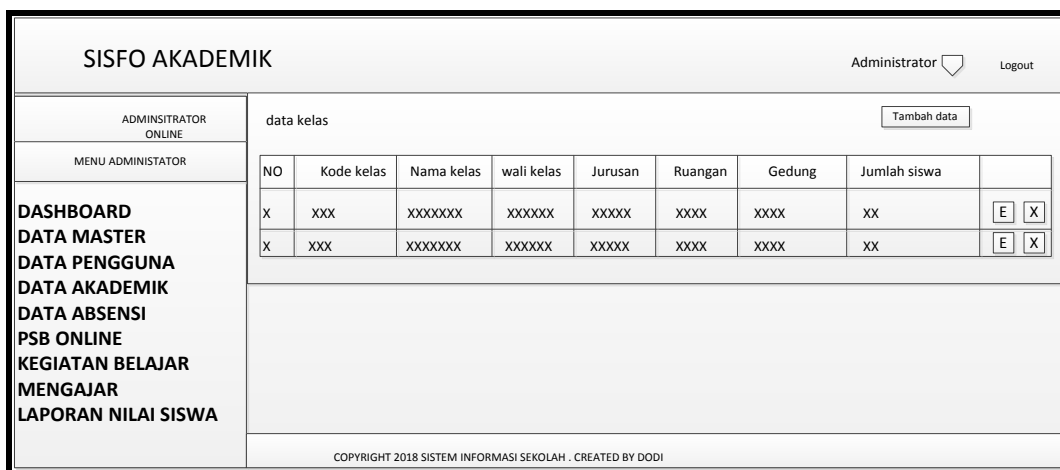 SISFO AKADEMIK
Administrator Logout
ADMINSITRATOR
ONLINE
MENU ADMINISTATOR
DASHBOARD
DATA MASTER
DATA PENGGUNA
DATA AKADEMIK
DATA ABSENSI
PSB ONLINE
KEGIATAN BELAJAR
MENGAJAR
LAPORAN NILAI SISWA
data kelas Tambah data
NO Kode kelas Nama kelas wali kelas Jurusan Ruangan Gedung Jumlah siswa
X XXX XXXXXXX XXXXXX XXXXX XXXX XXXX XX E X
X XXX XXXXXXX XXXXXX XXXXX XXXX XXXX XX E X
COPYRIGHT 2018 SISTEM INFORMASI SEKOLAH . CREATED BY DODI